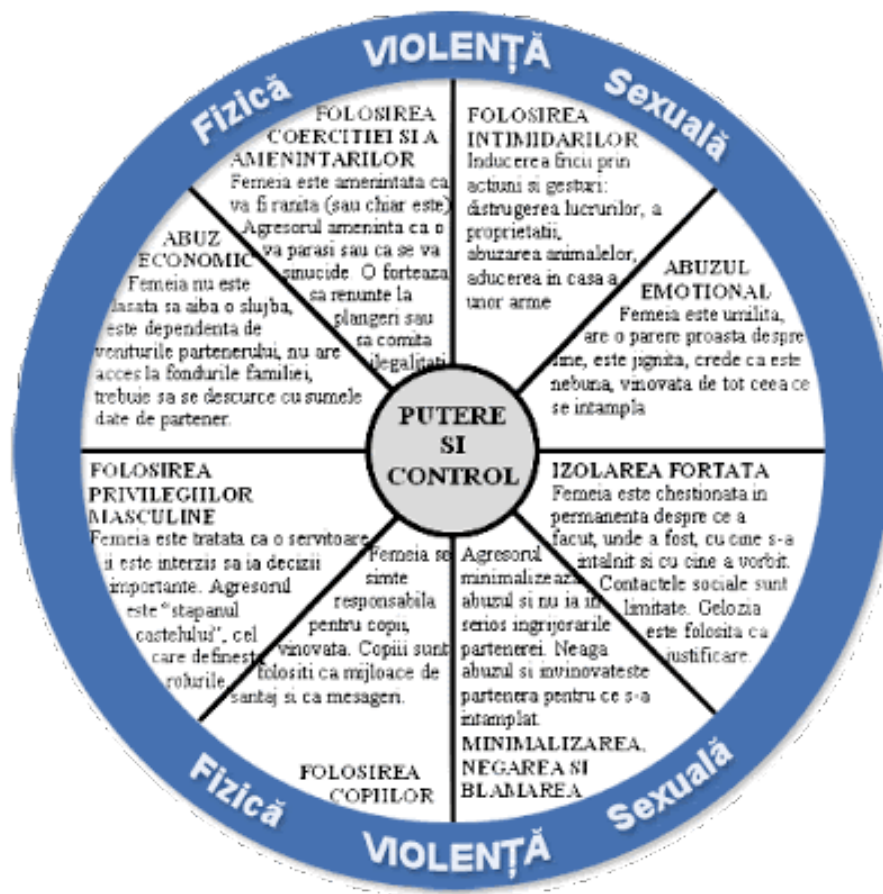 VIOLENȚĂ
Fizică
Sexuală
FOLOSIREA
COERCITIEI SI A
AMENINTARILOR
Femeia este amenintata ca
va fi ranita (sau chiar este)
Agresorul ameninta ca o
va parasi sau ca se va
sinucide. O forteaza
sa renunte la
plangeri sau
sa comita
ilegalitati
FOLOSIREA
INTIMIDARILOR
Inducerea fricii prin
actiuni si gesturi:
distrugerea lucrurilor, a
proprietatii,
abuzarea animalelor,
aducerea in casa a
unor arme
ABUZ
ECONOMIC
Femeia nu este
lasata sa aiba o slujba,
este dependenta de
veniturile partenerului, nu are
acces la fondurile familiei,
trebuie sa se descurce cu sumele
date de partener.
ABUZUL
EMOTIONAL
Femeia este umilita,
are o parere proasta despre
sine, este jignita, crede ca este
nebuna, vinovata de tot ceea ce
se intampla
PUTERE
SI
CONTROL
FOLOSIREA
PRIVILEGIILOR
MASCULINE
Femeia este tratata ca o servitoare
ii este interzis sa ia decizii
importante. Agresorul
este "stapanul
castelului", cel
care defineste
rolurile.
IZOLAREA FORTATA
Femeia este chestionata in
permanenta despre ce a
facut, unde a fost, cu cine s-a
intalnit si cu cine a vorbit.
Contactele sociale sunt
limitate. Gelozia
este folosita ca
justificare.
Femeia se
simte
responsabila
pentru copii,
vinovata. Copiii sunt
folositi ca mijloace de
santaj si ca mesageri.
FOLOSIREA
COPIILOR
Agresorul
minimalizeaza
abuzul si nu ia in
serios ingrijorarile
partenerei. Neaga
abuzul si invinovateste
partenera pentru ce s-a
intamplat.
MINIMALIZAREA,
NEGAREA SI
BLAMAREA
Fizică
Sexuală
VIOLENȚĂ